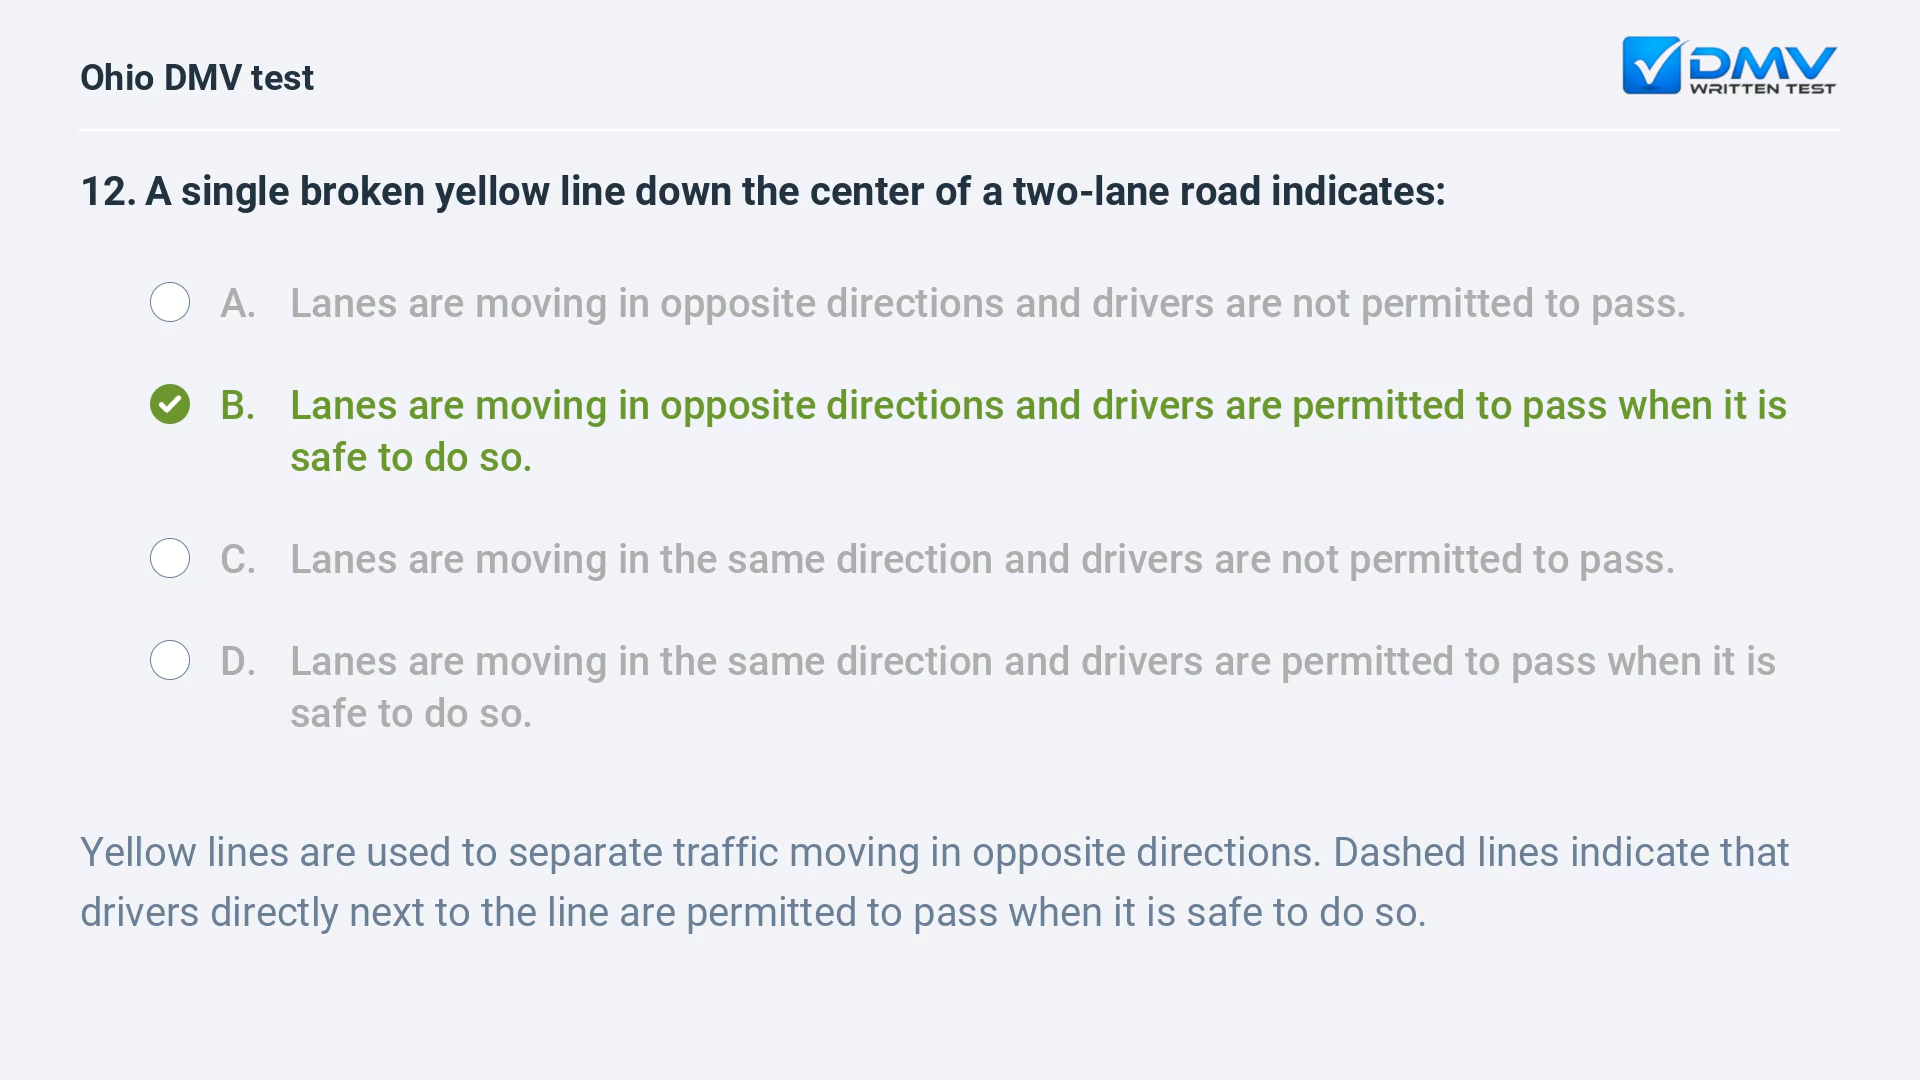 Ohio DMV test
DMV
WRITTEN TEST
12. A single broken yellow line down the center of a two-lane road indicates:
A. Lanes are moving in opposite directions and drivers are not permitted to pass.
B. Lanes are moving in opposite directions and drivers are permitted to pass when it is
safe to do so.
C. Lanes are moving in the same direction and drivers are not permitted to pass.
D. Lanes are moving in the same direction and drivers are permitted to pass when it is
safe to do so.
Yellow lines are used to separate traffic moving in opposite directions. Dashed lines indicate that
drivers directly next to the line are permitted to pass when it is safe to do so.